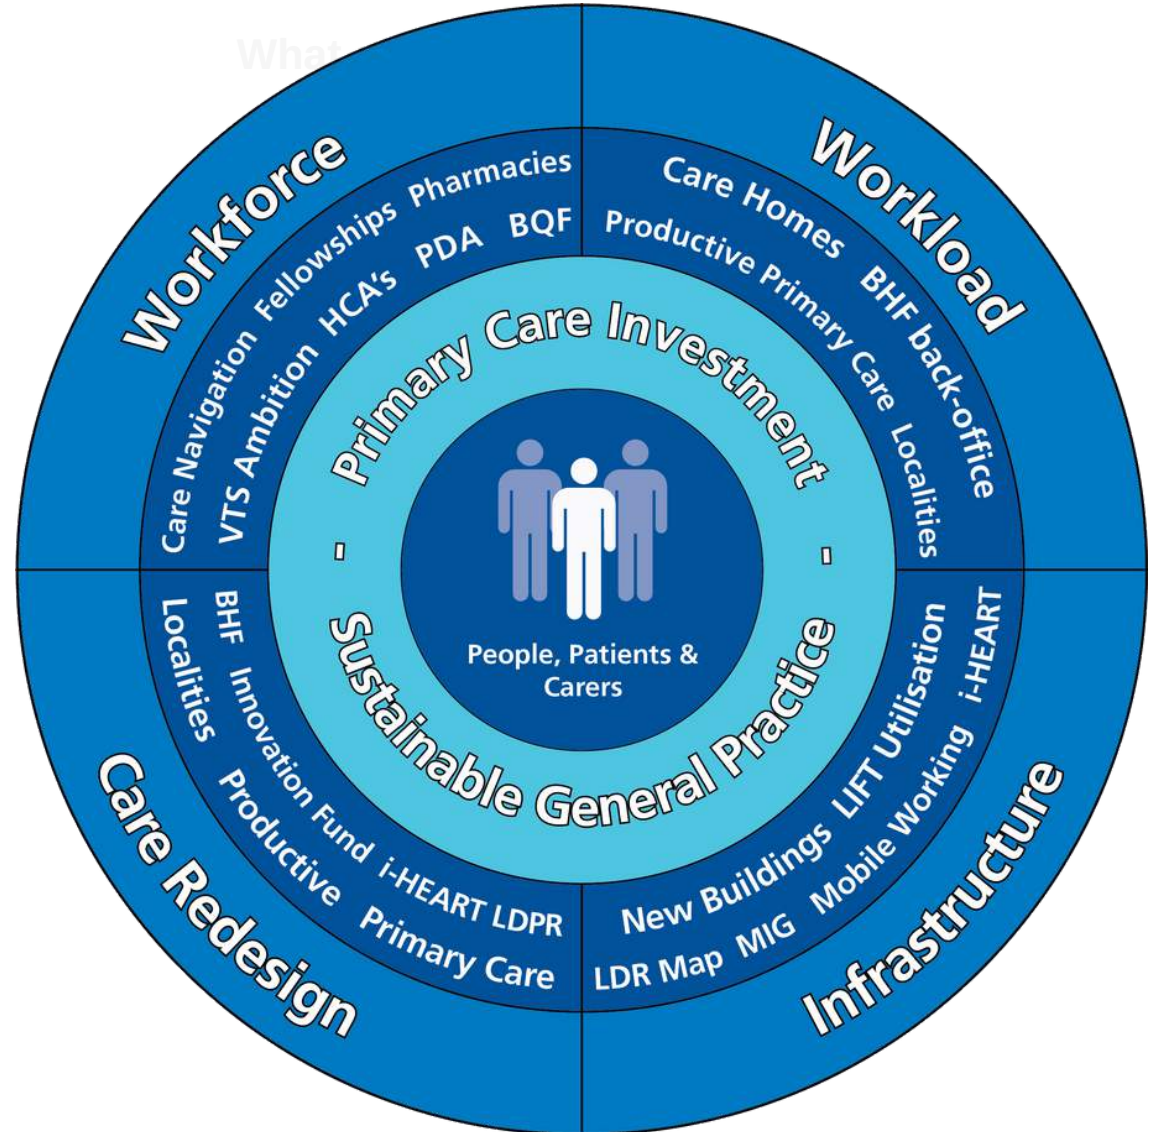 What
Workforce
Pharmacies
Fellowships
Care Navigation
BQF
PDA
HCA's
VTS Ambition
Workload
Care Homes
BHF back-office
Productive Primary Care Localities
Primary Care Investment
-
-
Sustainable General Practice
People, Patients &
Carers
Care Redesign
Localities
Productive
Primary Care
BHF Innovation Fund
i-HEART LDPR
Infrastructure
i-HEART
LIFT Utilisation
Mobile Working
New Buildings
MIG
LDR Map